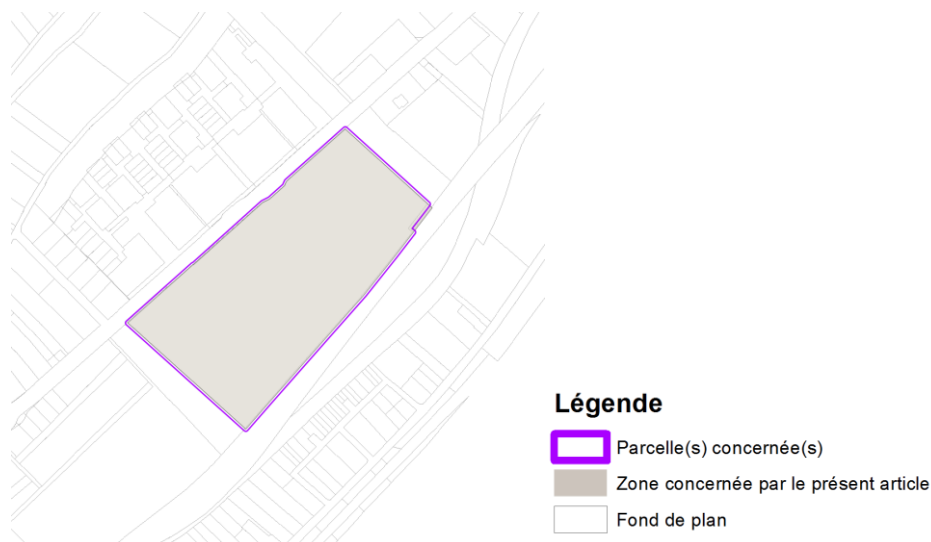 Légende
Parcelle(s) concernée(s)
Zone concernée par le présent article
Fond de plan